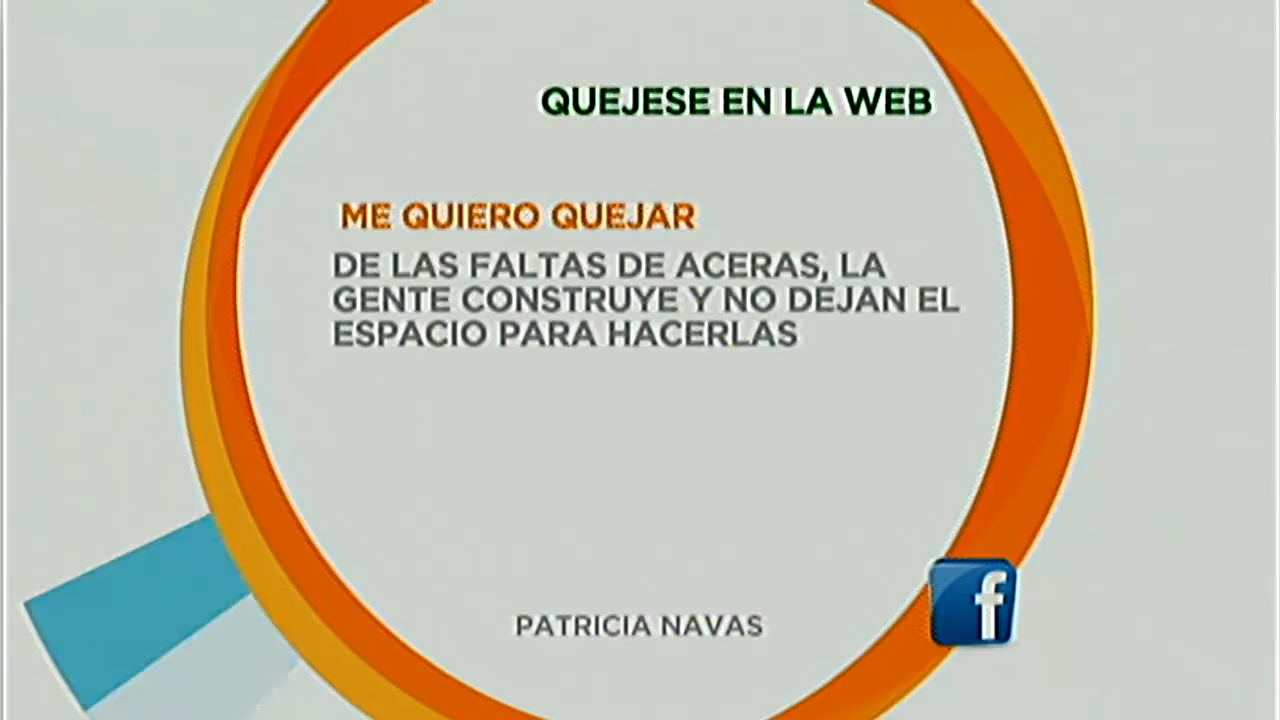 QUEJESE EN LA WEB
ME QUIERO QUEJAR
DE LAS FALTAS DE ACERAS, LA
GENTE CONSTRUYE Y NO DEJAN EL
ESPACIO PARA HACERLAS
PATRICIA NAVAS
f